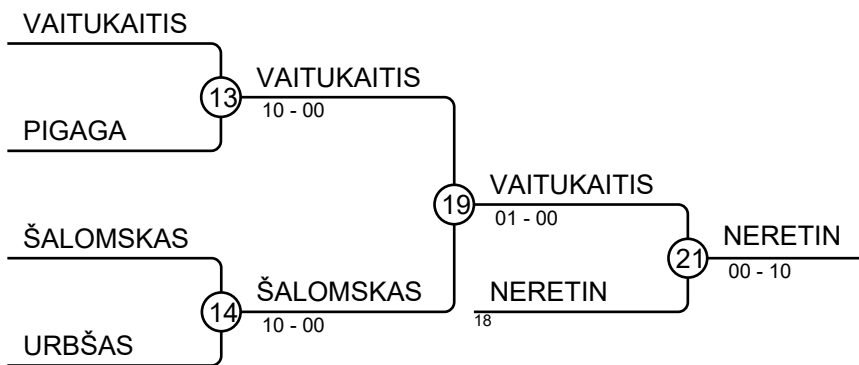 VAITUKAITIS
13
VAITUKAITIS
10 - 00
PIGAGA
19
VAITUKAITIS
01 - 00
ŠALOMSKAS
14
ŠALOMSKAS
10 - 00
URBŠAS
NERETIN
18
21
NERETIN
00 - 10